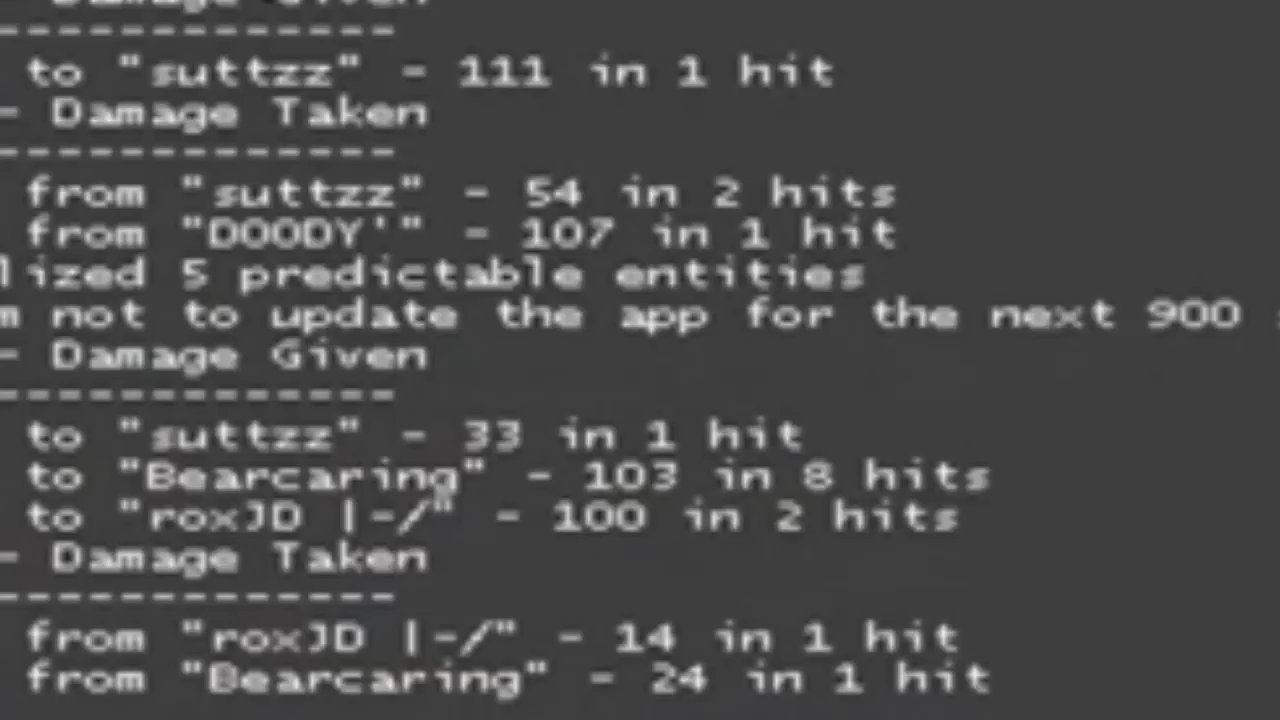 - Damage Given
-------------
to "suttzz" - 111 in 1 hit
- Damage Taken
-------------
from "suttzz" - 54 in 2 hits
from "DOODY'" - 107 in 1 hit
lized 5 predictable entities
m not to update the app for the next 900
- Damage Given
-------------
to "suttzz" - 33 in 1 hit
to "Bearcaring" - 103 in 8 hits
to "roxJD |-/" - 100 in 2 hits
- Damage Taken
-------------
from "roxJD |-/" - 14 in 1 hit
from "Bearcaring" - 24 in 1 hit